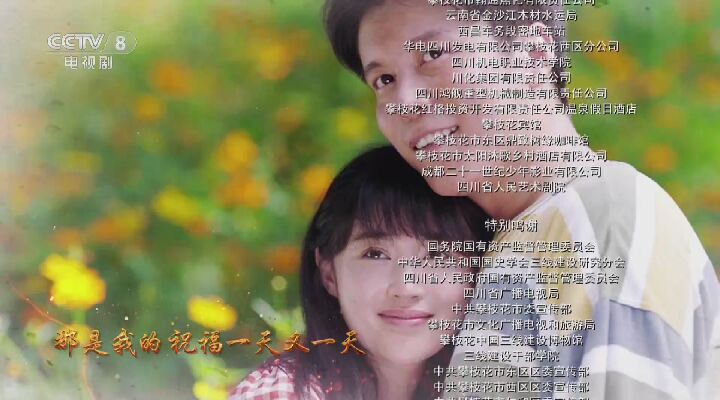 CCTV 8
电视剧
云南省金沙江木材水运局
西昌车务段密地车站
华电四川发电有限公司攀枝花西区分公司
四川机电职业技术学院
川化集团有限责任公司
四川鸿舰重型机械制造有限责任公司
攀枝花红格投资开发有限责任公司温泉假日酒店
攀枝花宾馆
攀枝花市东区鼎致树缘咖啡馆
攀枝花市太阳沐歌乡村酒店有限公司
成都二十一世纪少年影业有限公司
四川省人民艺术剧院
特别鸣谢
国务院国有资产监督管理委员会
中华人民共和国国史学会三线建设研究分会
四川省人民政府国有资产监督管理委员会
四川省广播电视局
中共攀枝花市委宣传部
攀枝花市文化广播电视和旅游局
攀枝花中国三线建设博物馆
三线建设干部学院
中共攀枝花市东区区委宣传部
中共攀枝花市西区区委宣传部
那是我的祝福一天又一天